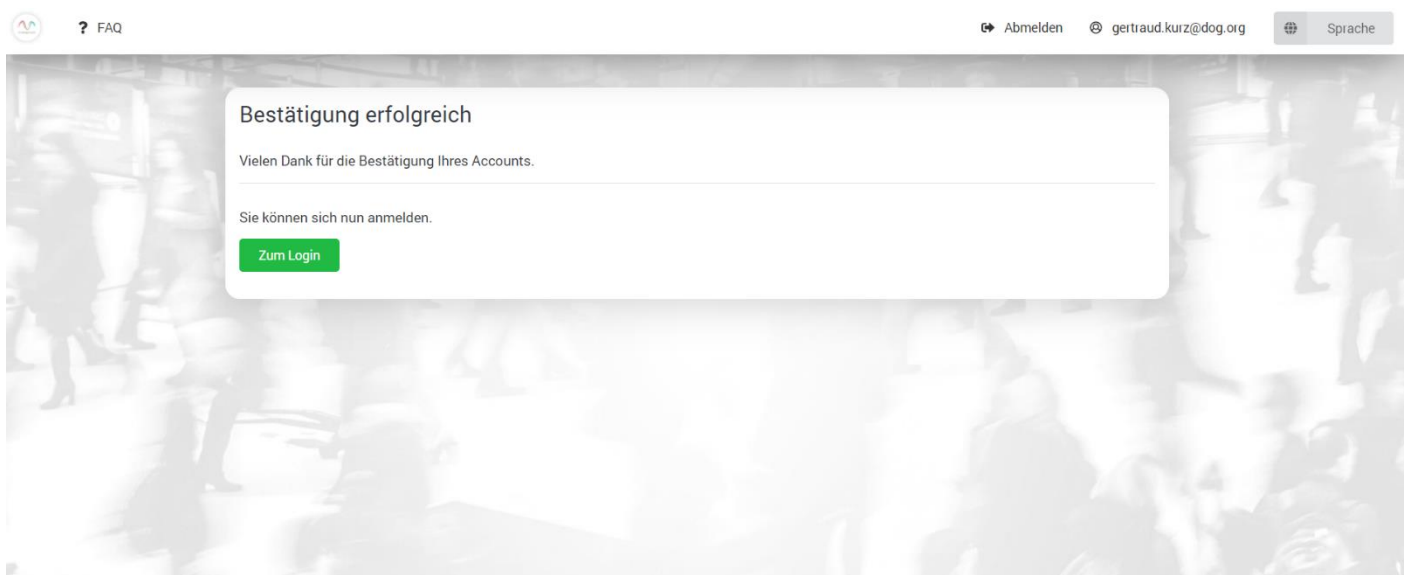 ? FAQ
Abmelden
gertraud.kurz@dog.org
Sprache
Bestätigung erfolgreich
Vielen Dank für die Bestätigung Ihres Accounts.
Sie können sich nun anmelden.
Zum Login